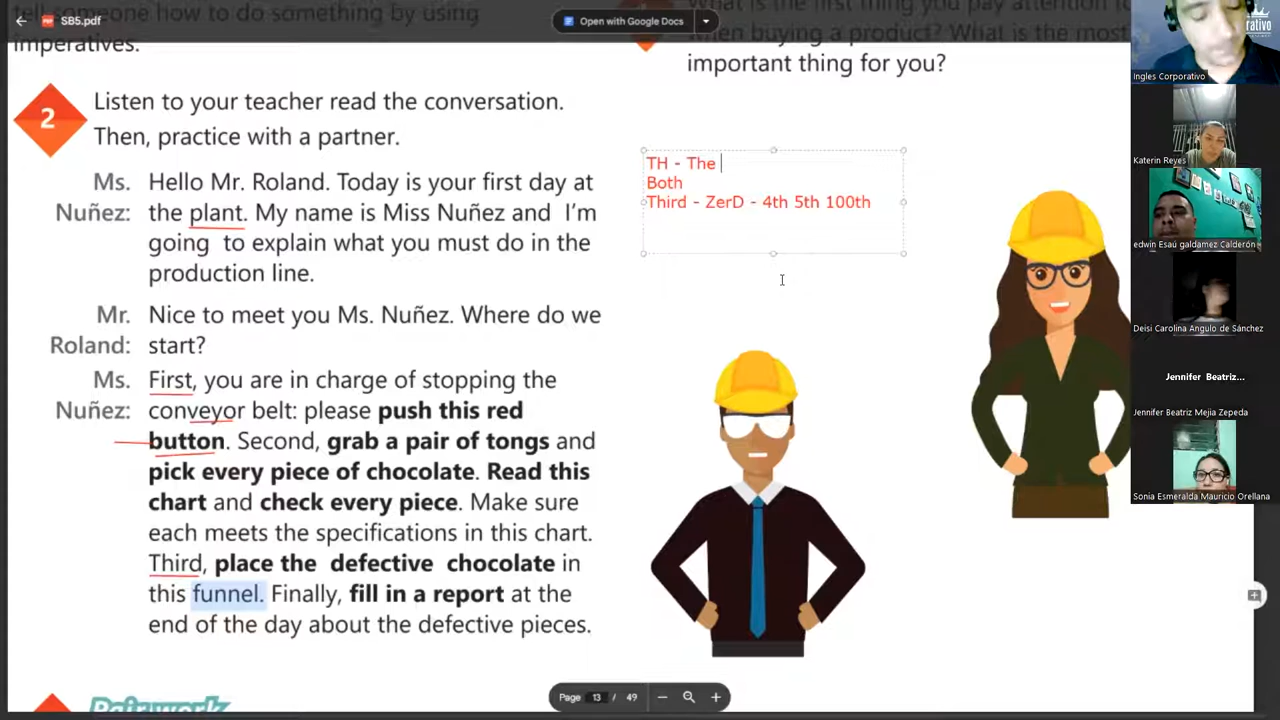 SB5.pdf
Open with Google Docs
tell someone how to do something by using
imperatives.
What is the first thing you pay attention to
when buying a product? What is the most
important thing for you?
2
Listen to your teacher read the conversation.
Then, practice with a partner.
Ms. Nuñez:
Hello Mr. Roland. Today is your first day at
the plant. My name is Miss Nuñez and I’m
going to explain what you must do in the
production line.
Mr. Roland:
Nice to meet you Ms. Nuñez. Where do we
start?
Ms. Nuñez:
First, you are in charge of stopping the
conveyor belt: please push this red
button. Second, grab a pair of tongs and
pick every piece of chocolate. Read this
chart and check every piece. Make sure
each meets the specifications in this chart.
Third, place the defective chocolate in
this funnel. Finally, fill in a report at the
end of the day about the defective pieces.
TH - The
Both
Third - ZerD - 4th 5th 100th
Pairwork
Page 13 / 49
rativo
Ingles Corporativo
Katerin Reyes
edwin Esaú galdamez Calderón
Deisi Carolina Angulo de Sánchez
Jennifer Beatriz...
Jennifer Beatriz Mejia Zepeda
Sonia Esmeralda Mauricio Orellana